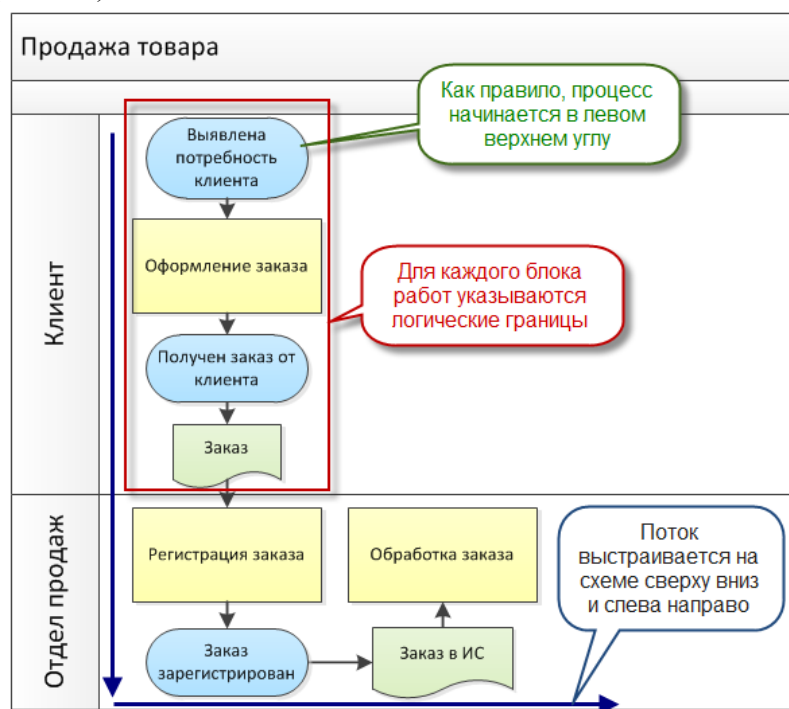 Продажа товара
Как правило, процесс
начинается в левом
верхнем углу
Выявлена
потребность
клиента
Клиент
Оформление заказа
Для каждого блока
работ указываются
логические границы
Получен заказ от
клиента
Заказ
Отдел продаж
Регистрация заказа
Обработка заказа
Поток
выстраивается на
схеме сверху вниз
и слева направо
Заказ
зарегистрирован
Заказ в ИС